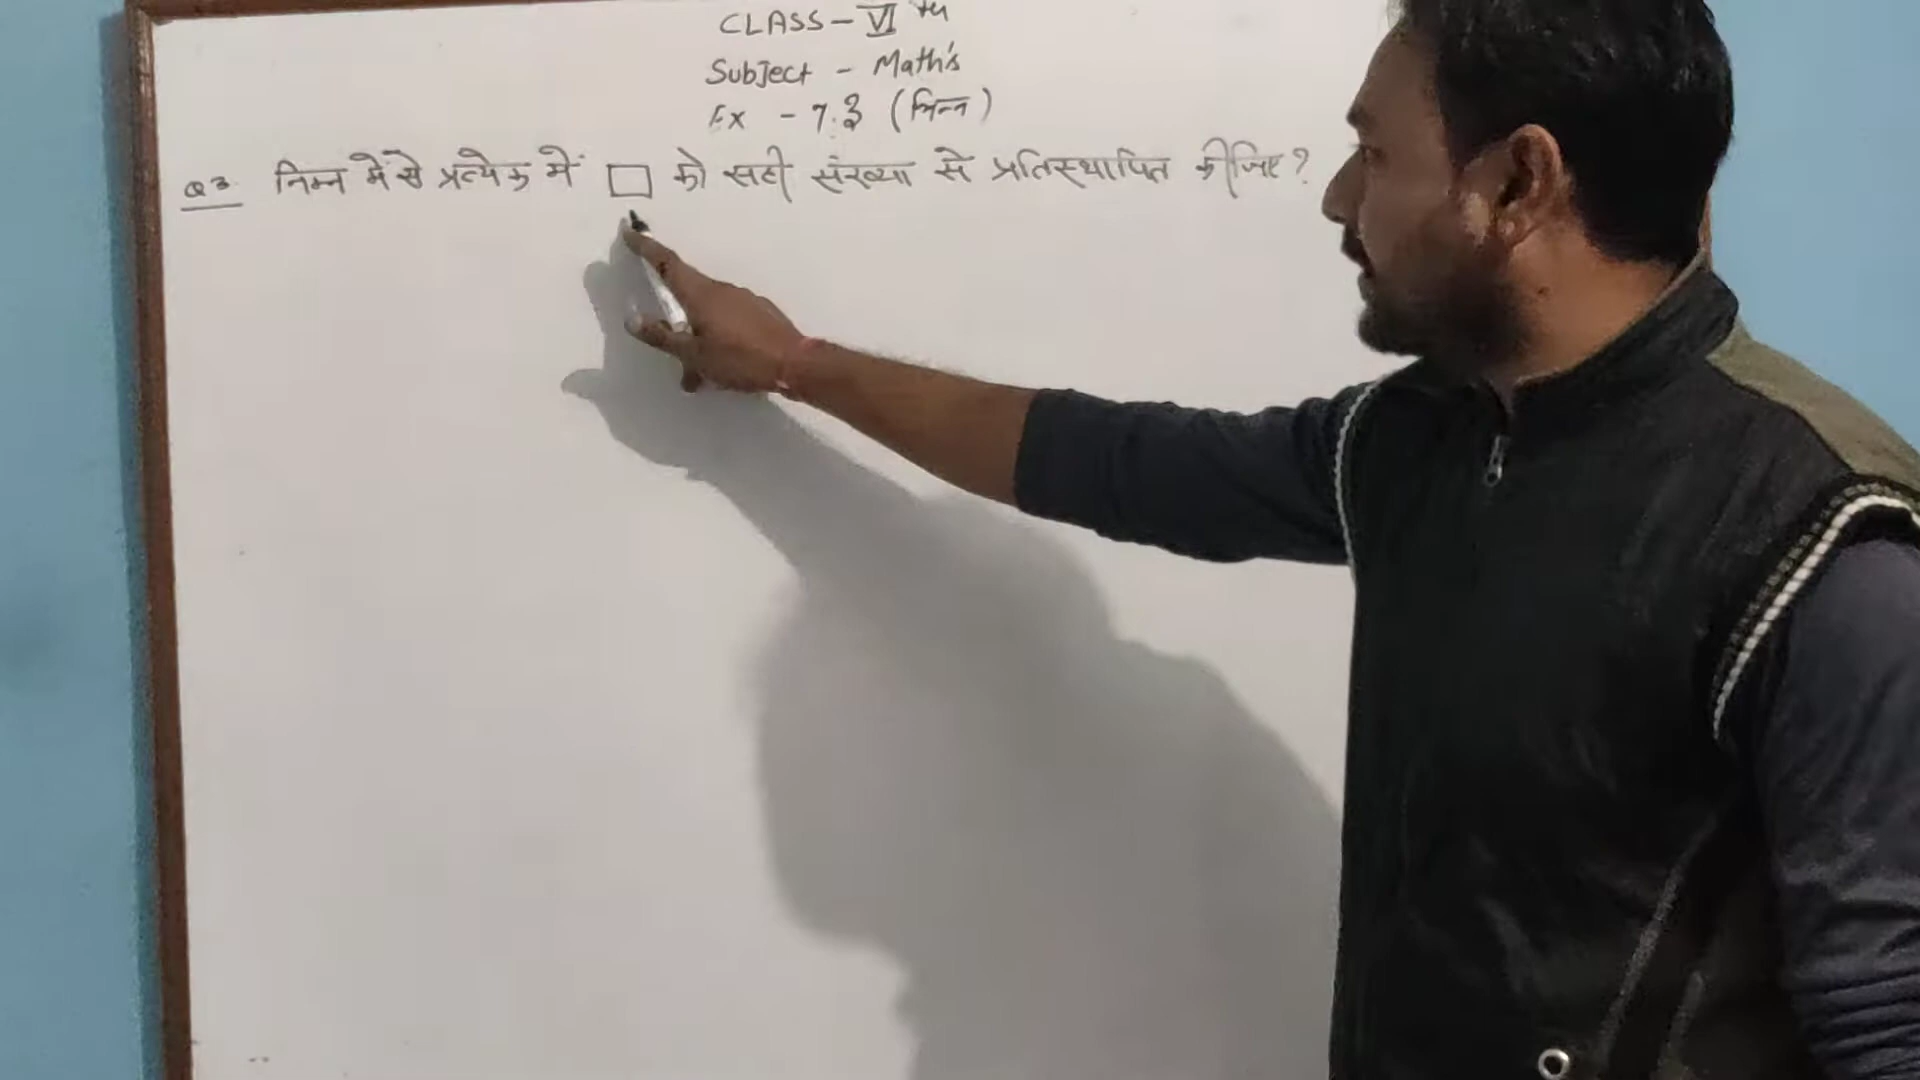 CLASS - VI th
Subject - Math's
Ex - 7.3 (भिन्न)
Q3. निम्न में से प्रत्येक में □ को सही संख्या से प्रतिस्थापित कीजिए?